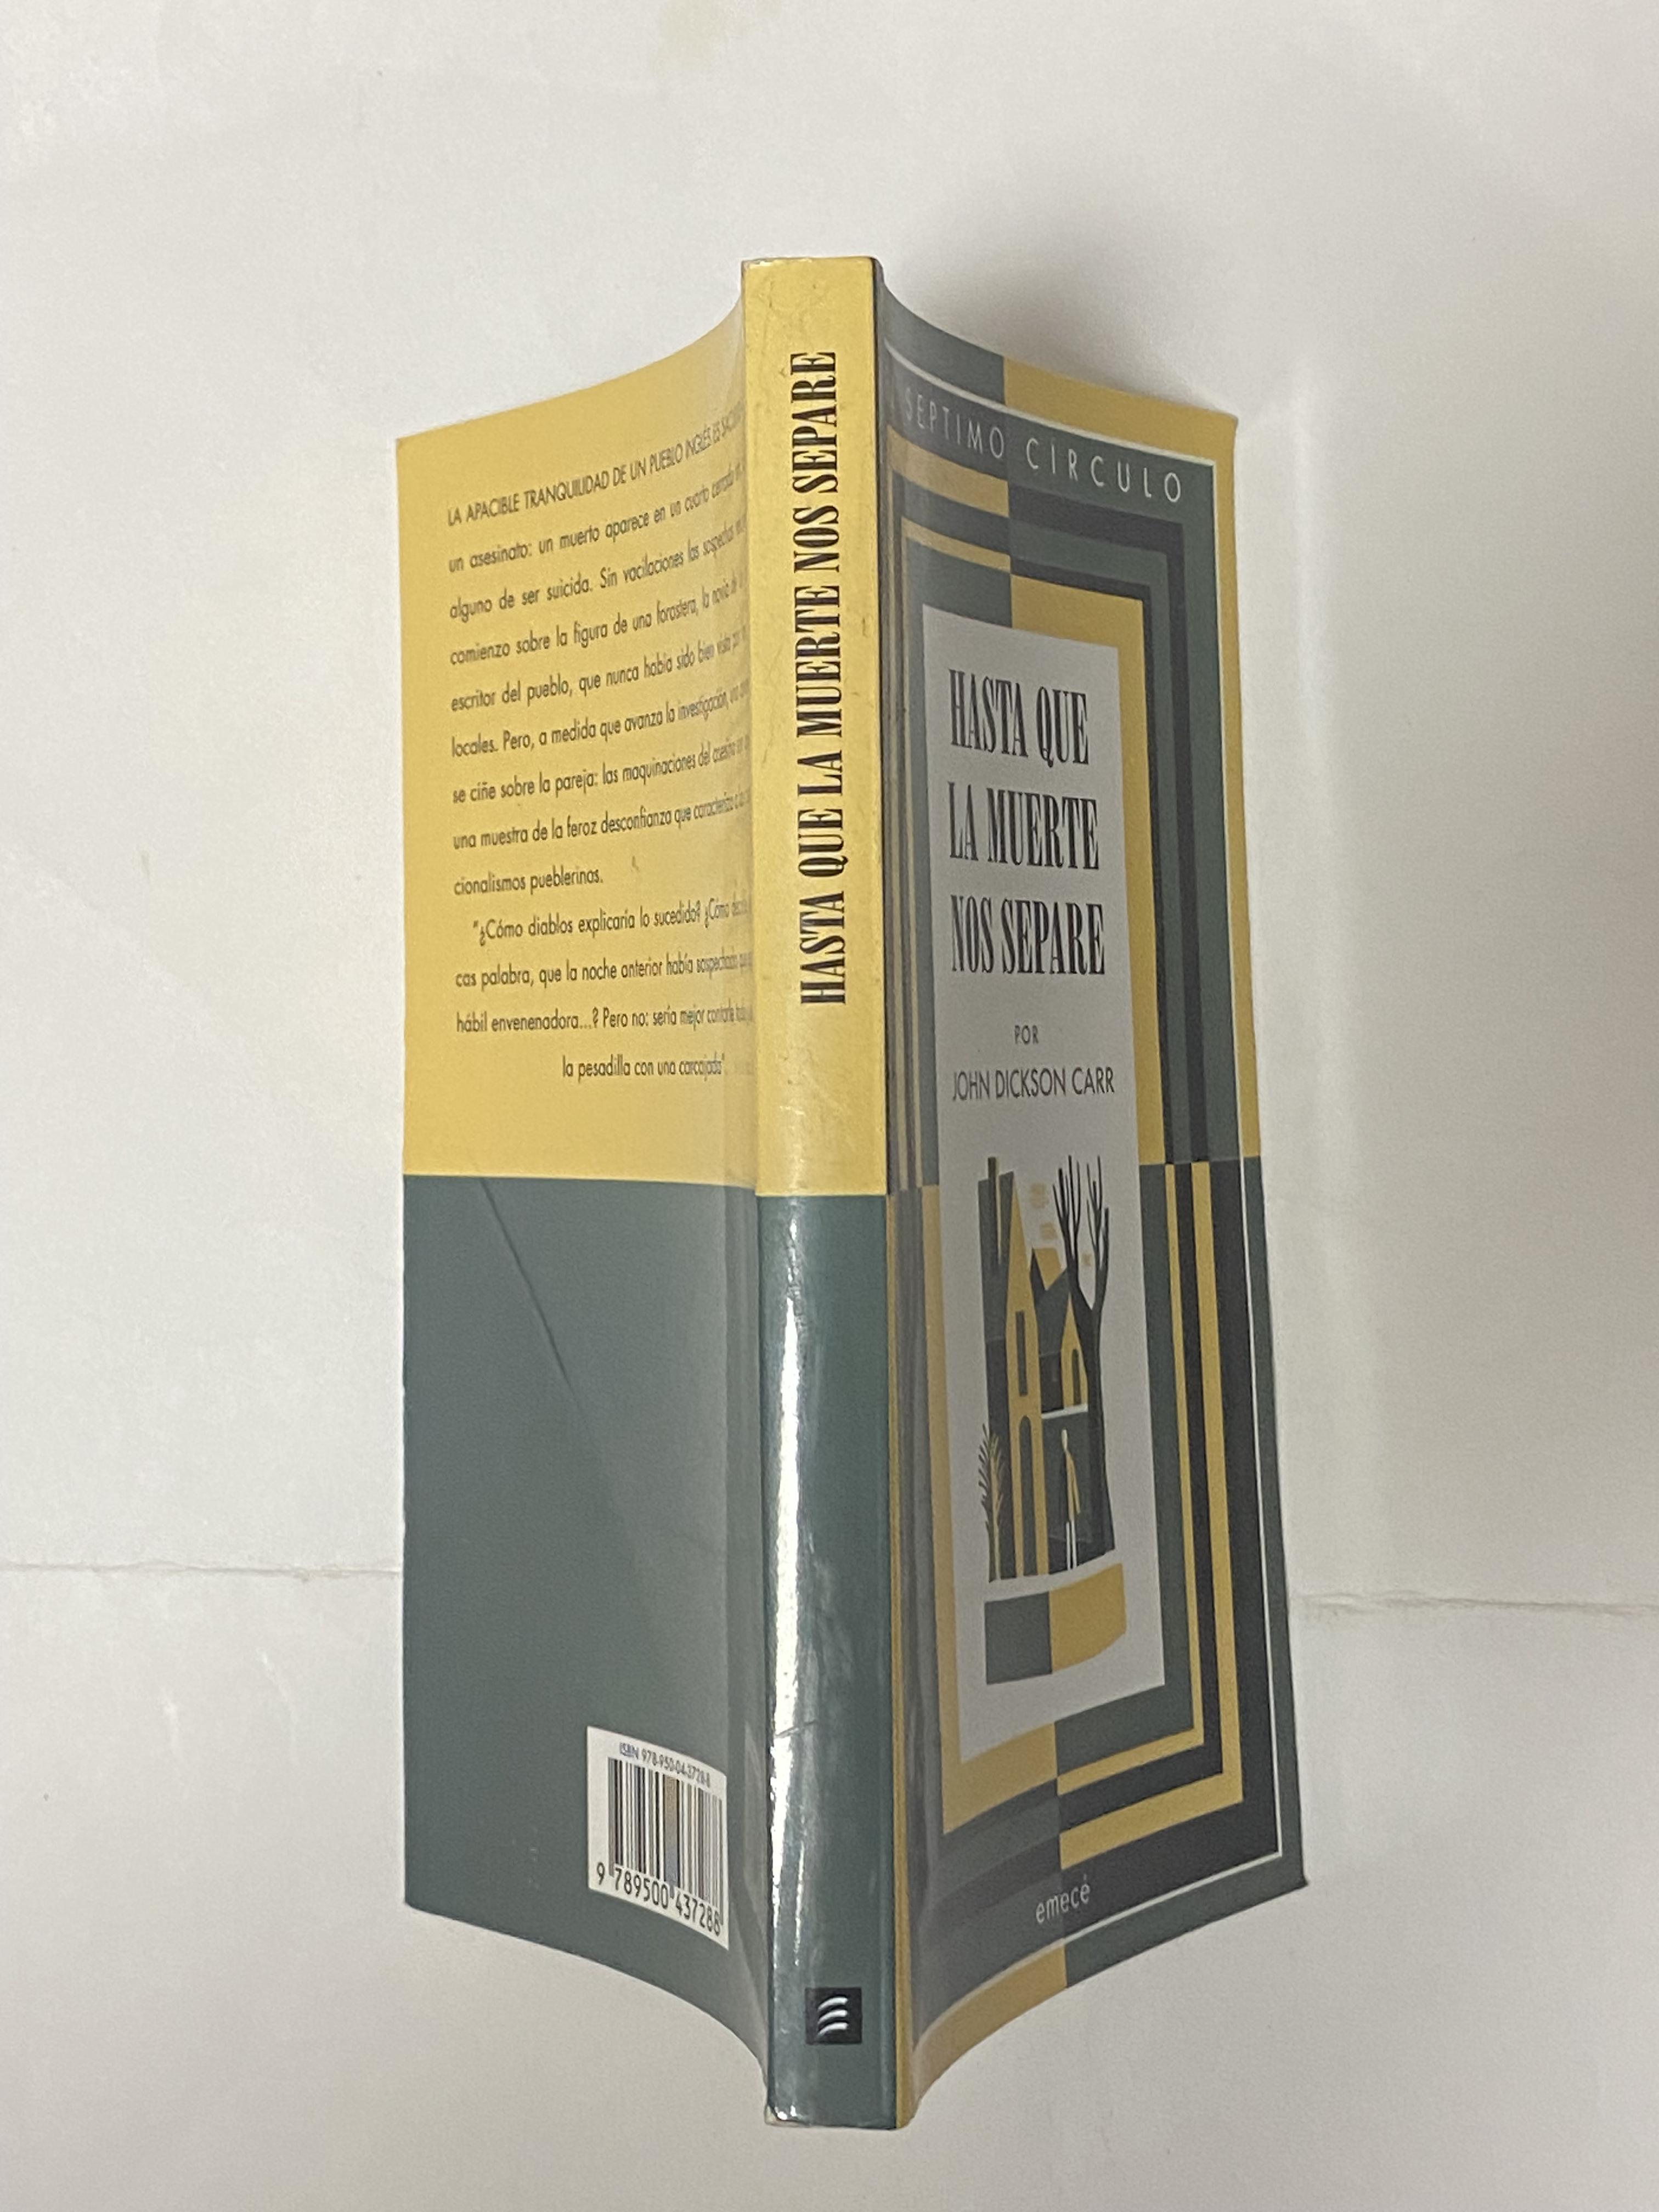 LA APACIBLE TRANQUILIDAD DE UN PUEBLO INGLÉS ES
un asesinato: un muerto aparece en un cuarto cerrado
alguno de ser suicida. Sin vacilaciones las sospechas
comienzo sobre la figura de una forastera, la novia de
escritor del pueblo, que nunca había sido bien vista
locales. Pero, a medida que avanza la investigación,
se ciñe sobre la pareja: las maquinaciones del asesino
una muestra de la feroz desconfianza que caracteriza
cionalismos pueblerinos.
"¿Cómo diablos explicaría lo sucedido? ¿Cómo
cas palabra, que la noche anterior había sospechado
hábil envenenadora...? Pero no: sería mejor contarle
la pesadilla con una carcajada".
ISBN 978-950-04-3728-8
9 789500 437288
HASTA QUE LA MUERTE NOS SEPARE
SEPTIMO CIRCULO
HASTA QUE
LA MUERTE
NOS SEPARE
POR
JOHN DICKSON CARR
emecé